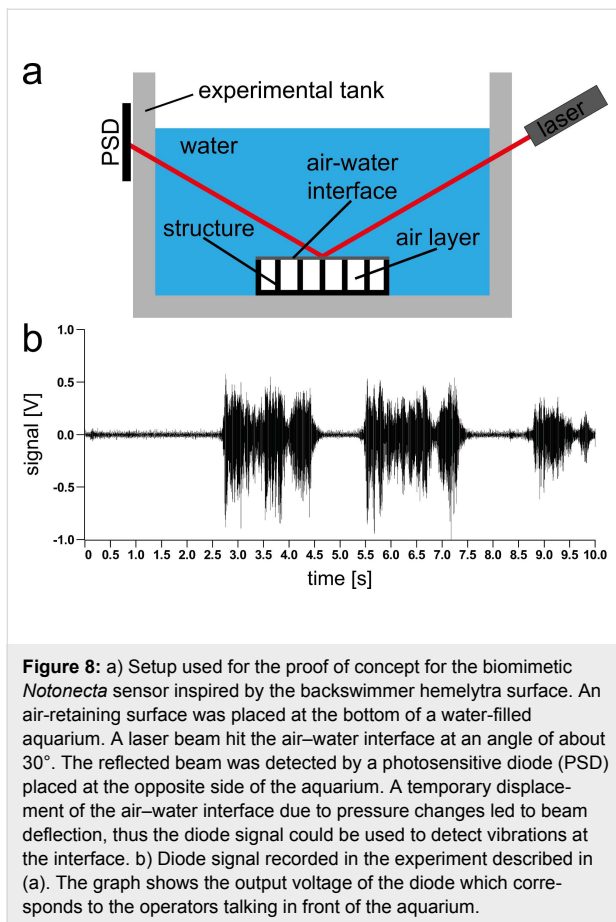 a
experimental tank
PSD
water
laser
air-water
interface
structure
air layer
b
1.0
0.5
0.0
-0.5
-1.0
signal [V]
0 0.5 1.0 1.5 2.0 2.5 3.0 3.5 4.0 4.5 5.0 5.5 6.0 6.5 7.0 7.5 8.0 8.5 9.0 9.5 10.0
time [s]
Figure 8: a) Setup used for the proof of concept for the biomimetic
Notonecta sensor inspired by the backswimmer hemelytra surface. An
air-retaining surface was placed at the bottom of a water-filled
aquarium. A laser beam hit the air–water interface at an angle of about
30°. The reflected beam was detected by a photosensitive diode (PSD)
placed at the opposite side of the aquarium. A temporary displace-
ment of the air–water interface due to pressure changes led to beam
deflection, thus the diode signal could be used to detect vibrations at
the interface. b) Diode signal recorded in the experiment described in
(a). The graph shows the output voltage of the diode which corre-
sponds to the operators talking in front of the aquarium.